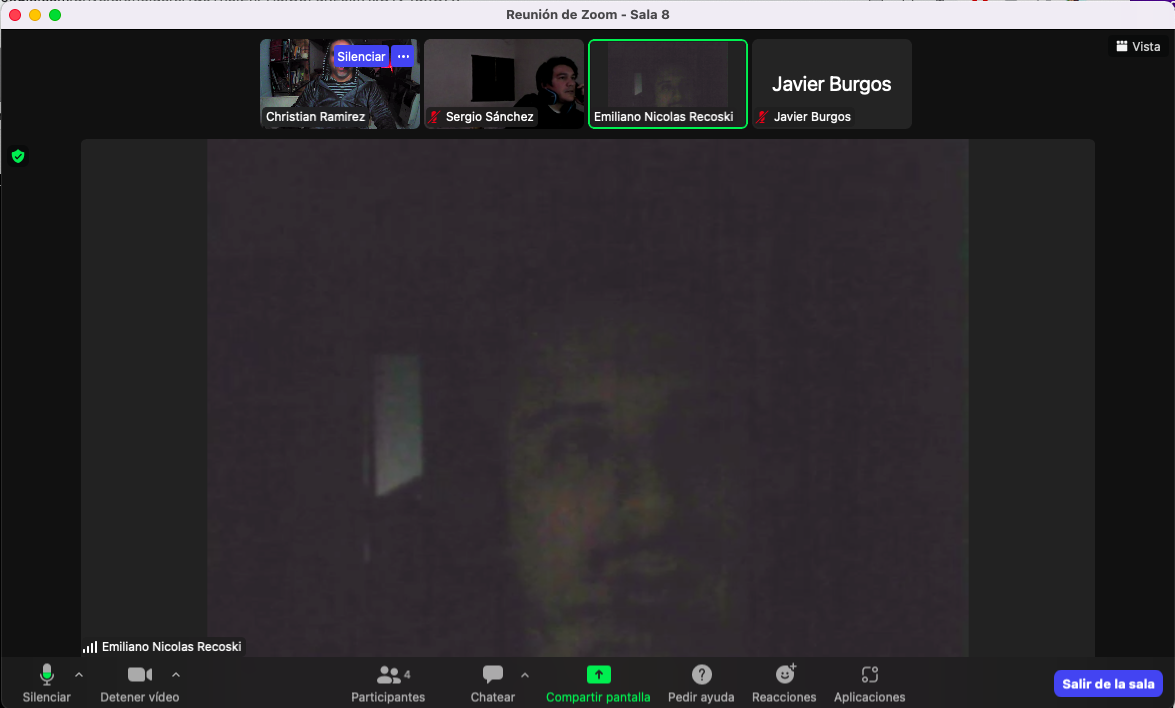 Reunión de Zoom - Sala 8
Vista
Silenciar ...
Christian Ramirez
Sergio Sánchez
Emiliano Nicolas Recoski
Javier Burgos
Javier Burgos
Emiliano Nicolas Recoski
4
Silenciar
Detener vídeo
Participantes
Chatear
Compartir pantalla
Pedir ayuda
Reacciones
Aplicaciones
Salir de la sala